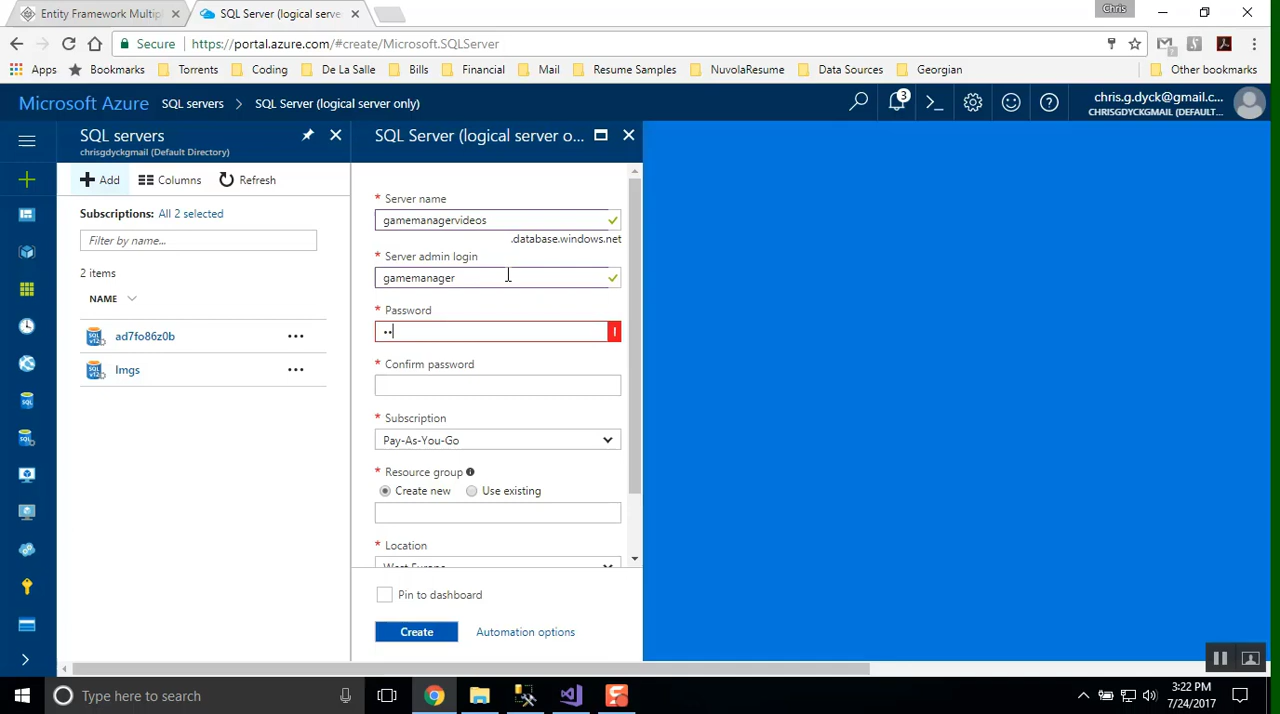 Entity Framework Multipl
SQL Server (logical serve
Chris
Secure
https://portal.azure.com/#create/Microsoft.SQLServer
Apps
Bookmarks
Torrents
Coding
De La Salle
Bills
Financial
Mail
Resume Samples
NuvolaResume
Data Sources
Georgian
Other bookmarks
Microsoft Azure
SQL servers
SQL Server (logical server only)
3
chris.g.dyck@gmail.c...
CHRISGDYCKGMAIL (DEFAULT...
SQL servers
chrisgdyckgmail (Default Directory)
Add
Columns
Refresh
Subscriptions: All 2 selected
Filter by name...
2 items
NAME
ad7fo86z0b
lmgs
SQL Server (logical server o...
* Server name
gamemanagervideos
.database.windows.net
* Server admin login
gamemanager
* Password
••
* Confirm password
* Subscription
Pay-As-You-Go
* Resource group
Create new
Use existing
* Location
West Europe
Pin to dashboard
Create
Automation options
Type here to search
3:22 PM
7/24/2017